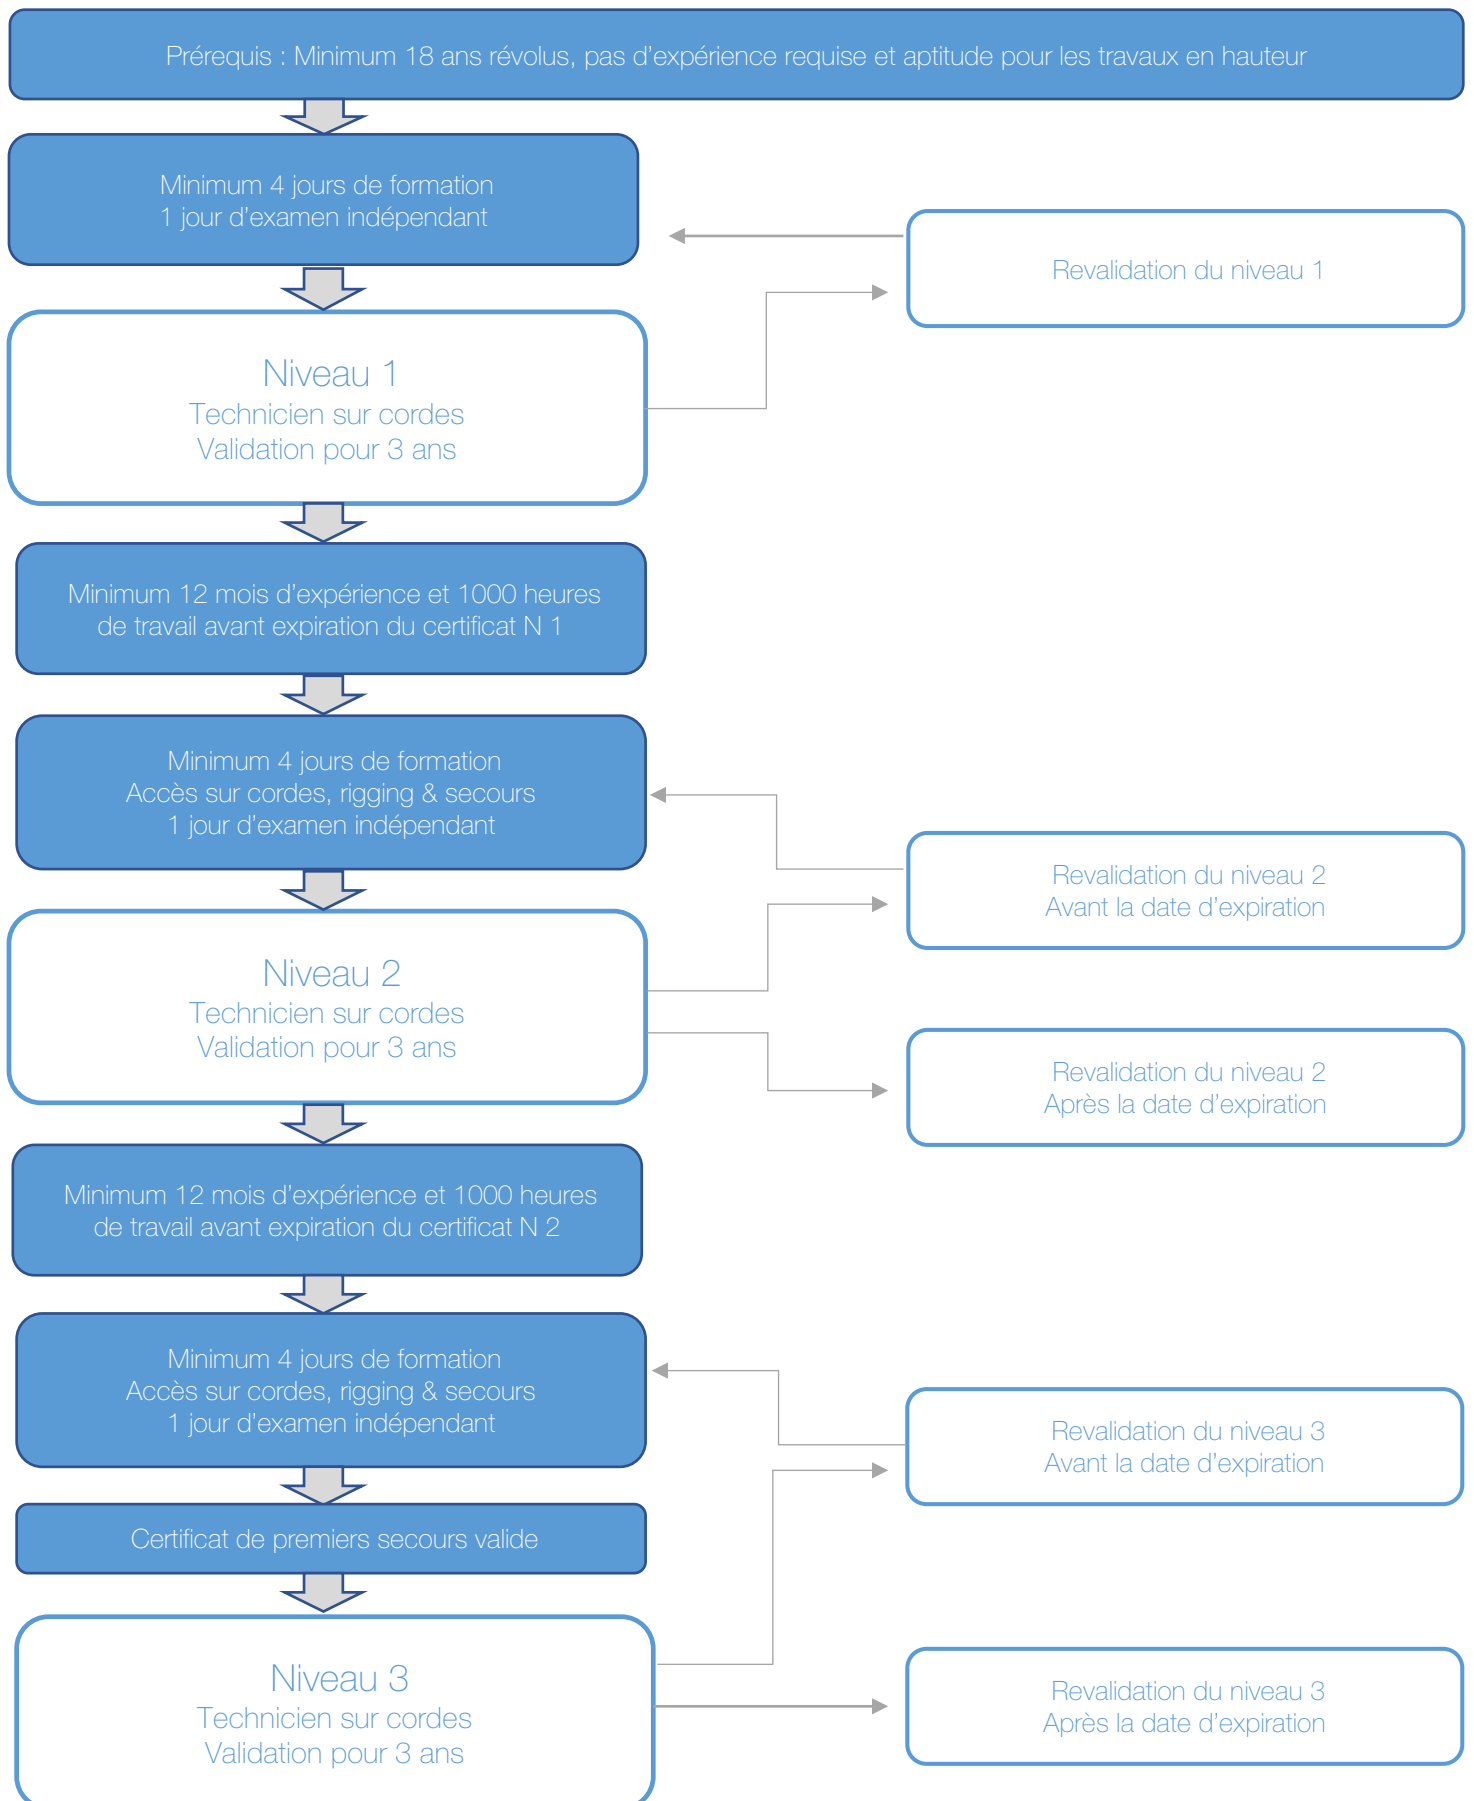 Prérequis : Minimum 18 ans révolus, pas d'expérience requise et aptitude pour les travaux en hauteur
Minimum 4 jours de formation
1 jour d'examen indépendant
Revalidation du niveau 1
Niveau 1
Technicien sur cordes
Validation pour 3 ans
Minimum 12 mois d'expérience et 1000 heures
de travail avant expiration du certificat N 1
Minimum 4 jours de formation
Accès sur cordes, rigging & secours
1 jour d'examen indépendant
Revalidation du niveau 2
Avant la date d'expiration
Niveau 2
Technicien sur cordes
Validation pour 3 ans
Revalidation du niveau 2
Après la date d'expiration
Minimum 12 mois d'expérience et 1000 heures
de travail avant expiration du certificat N 2
Minimum 4 jours de formation
Accès sur cordes, rigging & secours
1 jour d'examen indépendant
Revalidation du niveau 3
Avant la date d'expiration
Certificat de premiers secours valide
Niveau 3
Technicien sur cordes
Validation pour 3 ans
Revalidation du niveau 3
Après la date d'expiration